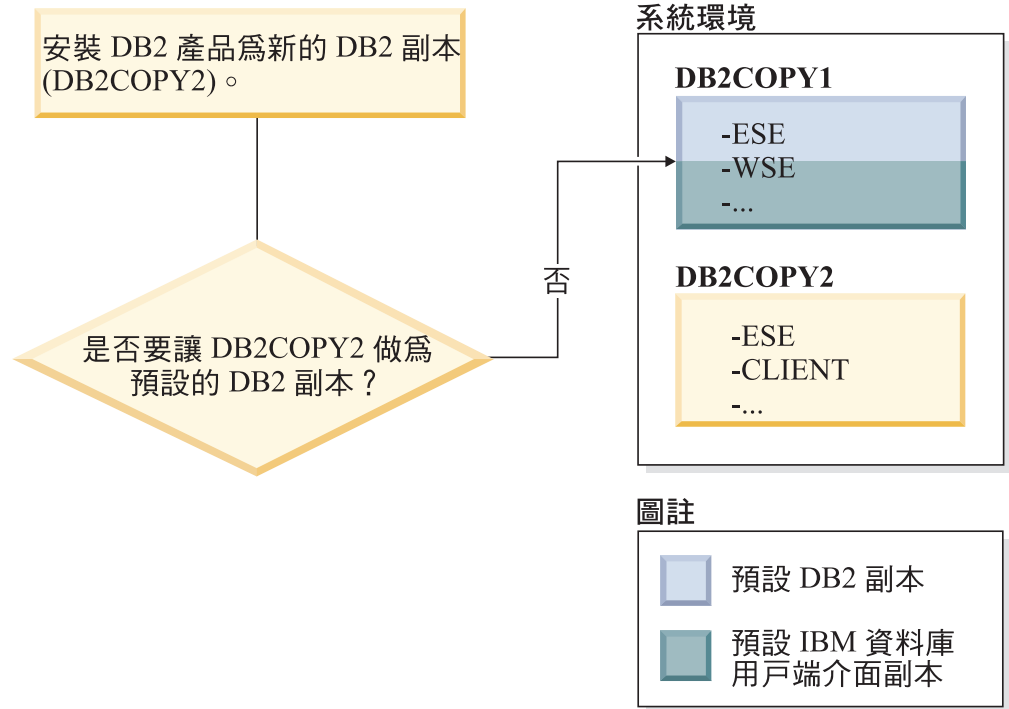 安裝 DB2 產品爲新的 DB2 副本
(DB2COPY2)。
是否要讓 DB2COPY2 做爲
預設的 DB2 副本？
否
系統環境
DB2COPY1
-ESE
-WSE
-...
DB2COPY2
-ESE
-CLIENT
-...
圖註
預設 DB2 副本
預設 IBM 資料庫
用戶端介面副本